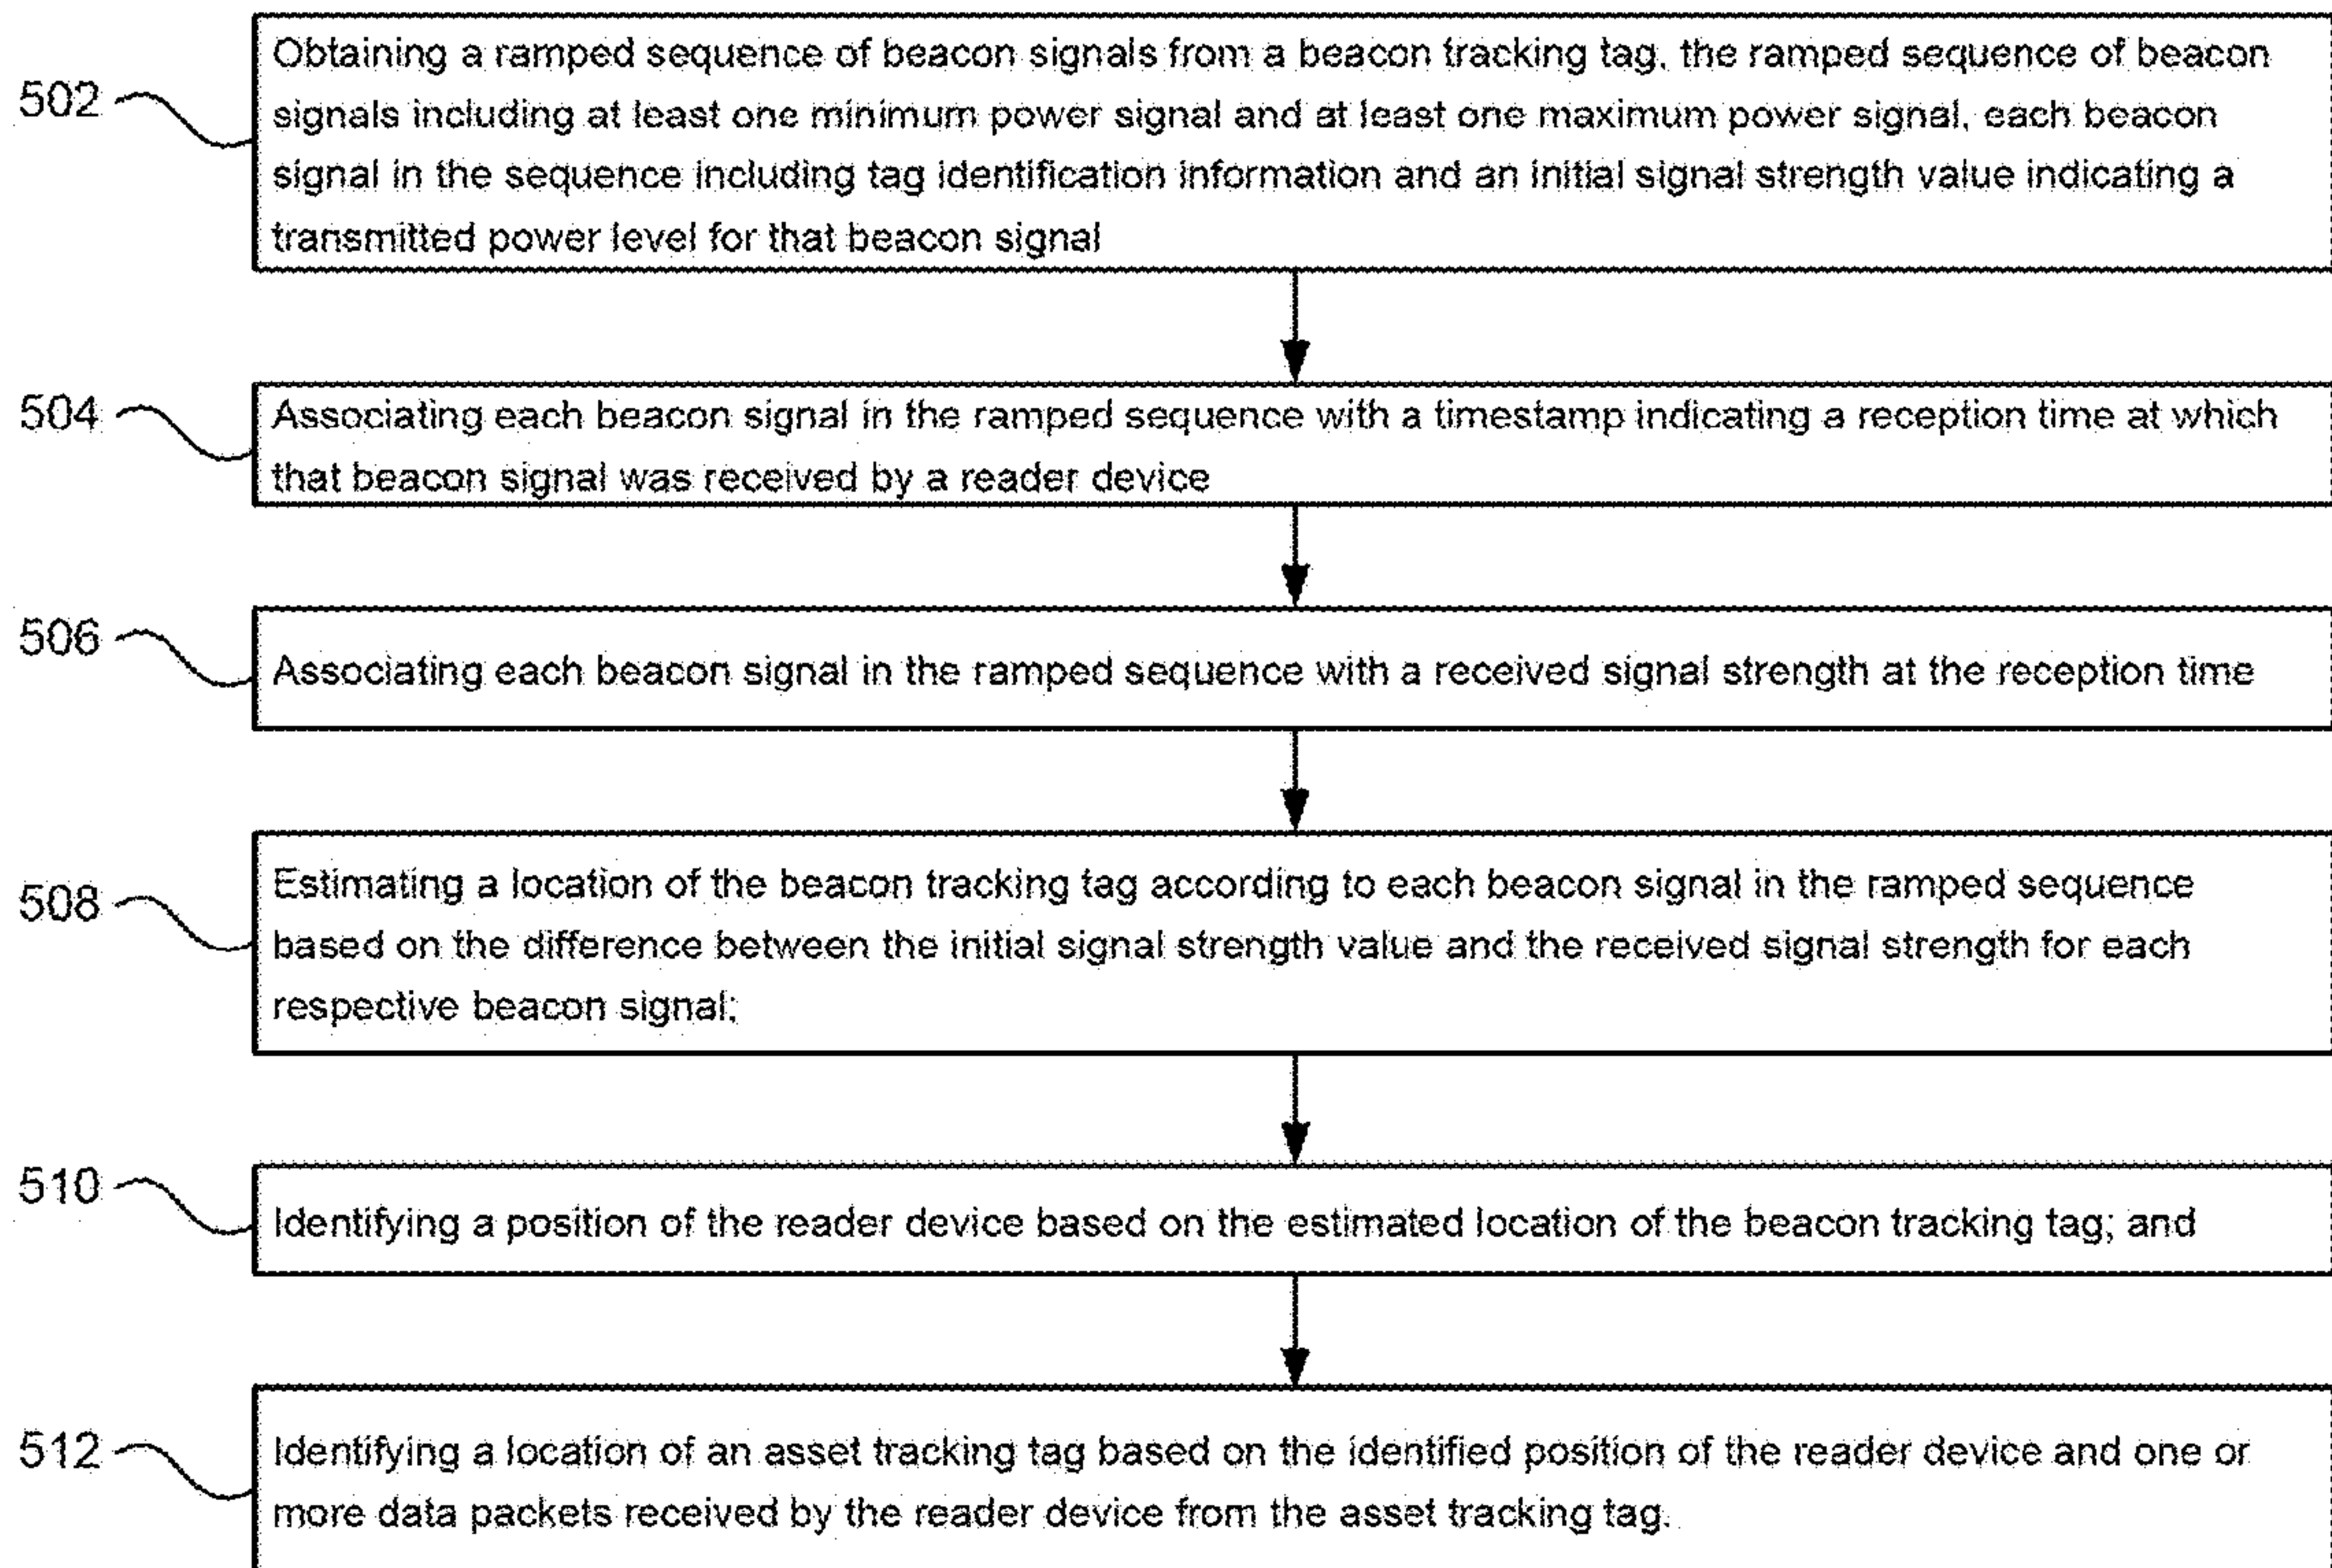 502
Obtaining a ramped sequence of beacon signals from a beacon tracking tag, the ramped sequence of beacon
signals including at least one minimum power signal and at least one maximum power signal, each beacon
signal in the sequence including tag identification information and an initial signal strength value indicating a
transmitted power level for that beacon signal
504
Associating each beacon signal in the ramped sequence with a timestamp indicating a reception time at which
that beacon signal was received by a reader device
506
Associating each beacon signal in the ramped sequence with a received signal strength at the reception time
508
Estimating a location of the beacon tracking tag according to each beacon signal in the ramped sequence
based on the difference between the initial signal strength value and the received signal strength for each
respective beacon signal;
510
Identifying a position of the reader device based on the estimated location of the beacon tracking tag; and
512
Identifying a location of an asset tracking tag based on the identified position of the reader device and one or
more data packets received by the reader device from the asset tracking tag.